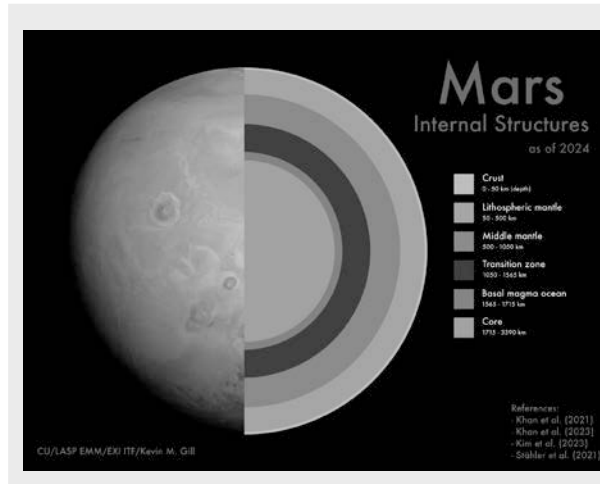 Mars
Internal Structures
as of 2024
Crust
0 - 50 km (depth)
Lithospheric mantle
50 - 500 km
Middle mantle
500 - 1050 km
Transition zone
1050 - 1565 km
Basal magma ocean
1565 - 1715 km
Core
1715 - 3390 km
References:
- Khan et al. (2021)
- Khan et al. (2023)
- Kim et al. (2023)
- Stähler et al. (2021)
CU/LASP EMM/EXI ITF/Kevin M. Gill